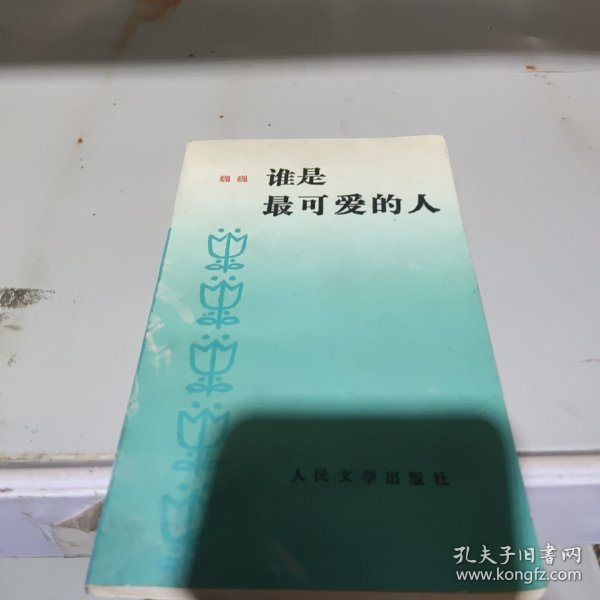 魏巍
谁是
最可爱的人
人民文学出版社
孔夫子旧书网
www.kongfz.com